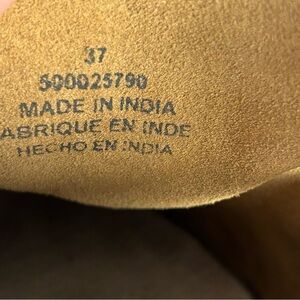 37
500025790
MADE IN INDIA
ABRIQUE EN INDE
HECHO EN INDIA